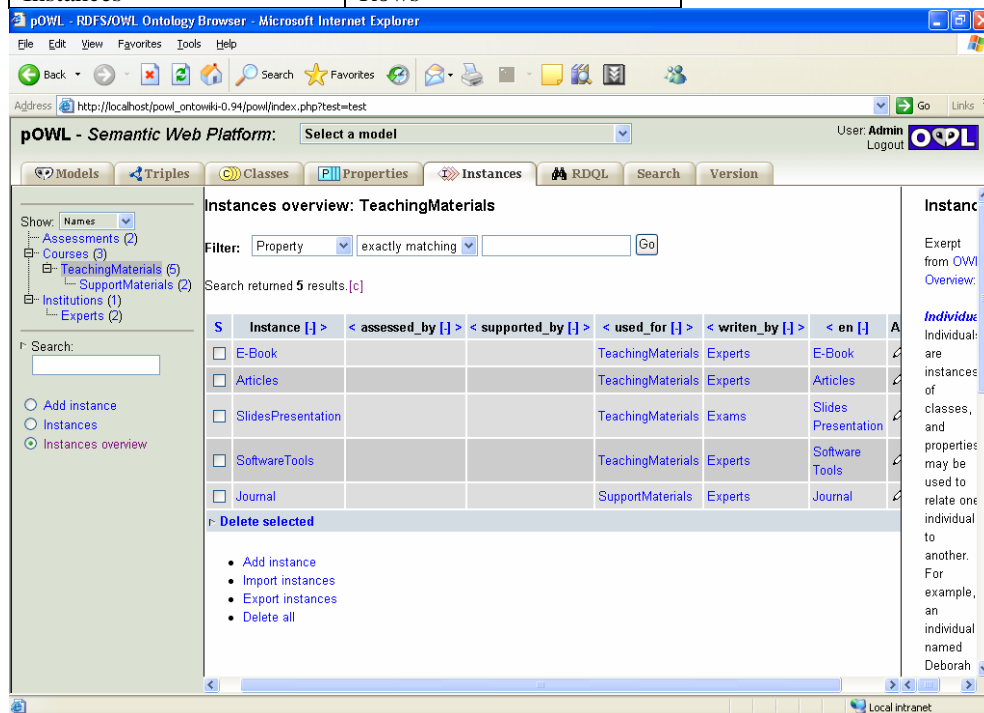 pOWL - RDFS/OWL Ontology Browser - Microsoft Internet Explorer
File Edit View Favorites Tools Help
Back Search Favorites
Address http://localhost/powl_ontowiki-0.94/powl/index.php?test=test Go Links
pOWL - Semantic Web Platform: Select a model User: Admin
Logout OWL
Models Triples Classes Properties Instances RDQL Search Version
Show: Names
Assessments (2)
Courses (3)
TeachingMaterials (5)
SupportMaterials (2)
Institutions (1)
Experts (2)
Search:
Add instance
Instances
Instances overview
Instances overview: TeachingMaterials
Filter: Property exactly matching Go
Search returned 5 results.[c]
S Instance [-] > < assessed_by [-] > < supported_by [-] > < used_for [-] > < writen_by [-] > < en [-] A
E-Book TeachingMaterials Experts E-Book
Articles TeachingMaterials Experts Articles
SlidesPresentation TeachingMaterials Exams Slides Presentation
SoftwareTools TeachingMaterials Experts Software Tools
Journal SupportMaterials Experts Journal
Delete selected
Add instance
Import instances
Export instances
Delete all
Instanc
Exerpt
from OWL
Overview:
Individua
Individuals
are
instances
of
classes,
and
properties
may be
used to
relate one
individual
to
another.
For
example,
an
individual
named
Deborah
Local intranet